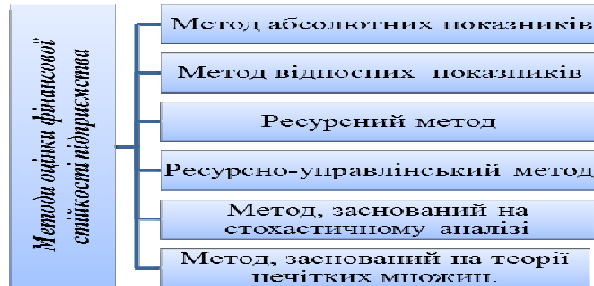 Методи оцінки фінансової
стійкості підприємства
Метод абсолютних показників
Метод відносних показників
Ресурсний метод
Ресурсно-управлінський метод
Метод, заснований на
стохастичному аналізі
Метод, заснований на теорії
нечітких множин.